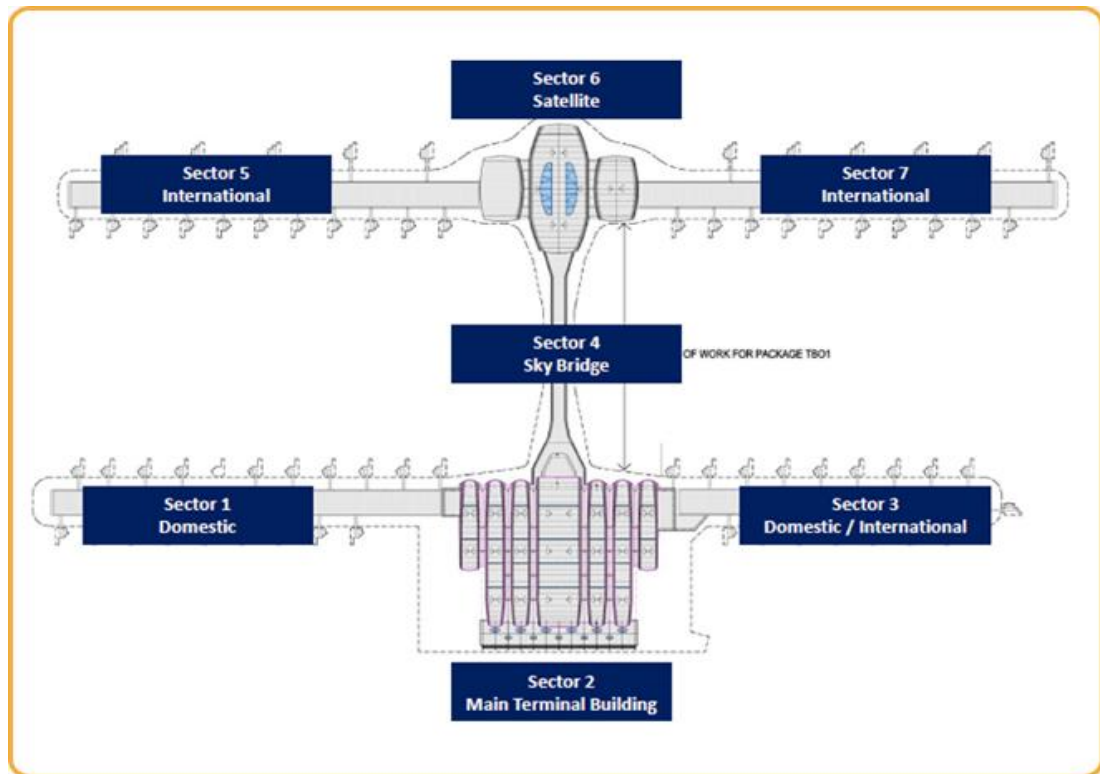 Sector 6
Satellite
Sector 5
International
Sector 7
International
Sector 4
Sky Bridge
OF WORK FOR PACKAGE TBO1
Sector 1
Domestic
Sector 3
Domestic / International
Sector 2
Main Terminal Building